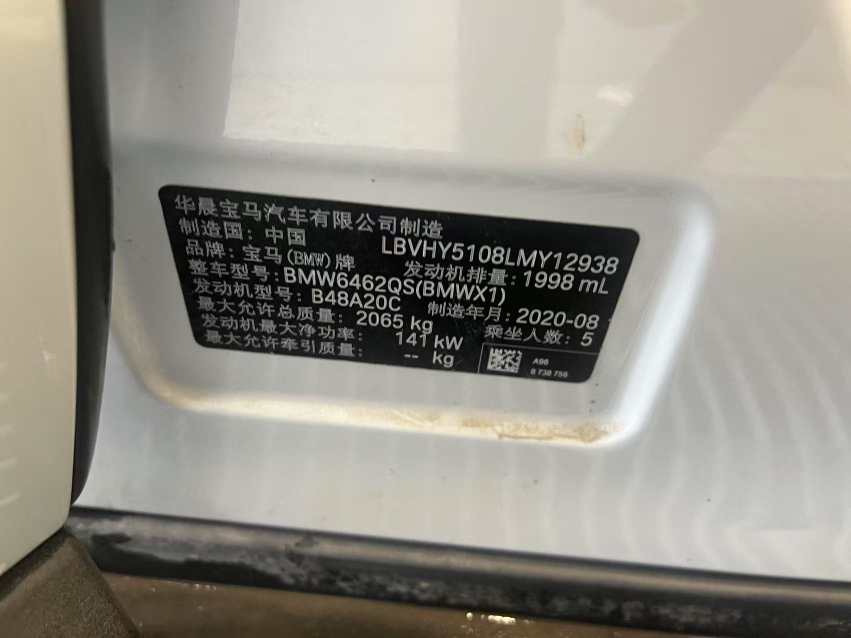 华晨宝马汽车有限公司制造
制造国: 中国 LBVHY5108LMY12938
品牌: 宝马(BMW)牌 发动机排量: 1998 mL
整车型号: BMW6462QS(BMWX1)
发动机型号: B48A20C 制造年月: 2020-08
最大允许总质量: 2065 kg 乘坐人数: 5
发动机最大净功率: 141 kW
最大允许牵引质量: -- kg
A96
8 738 756